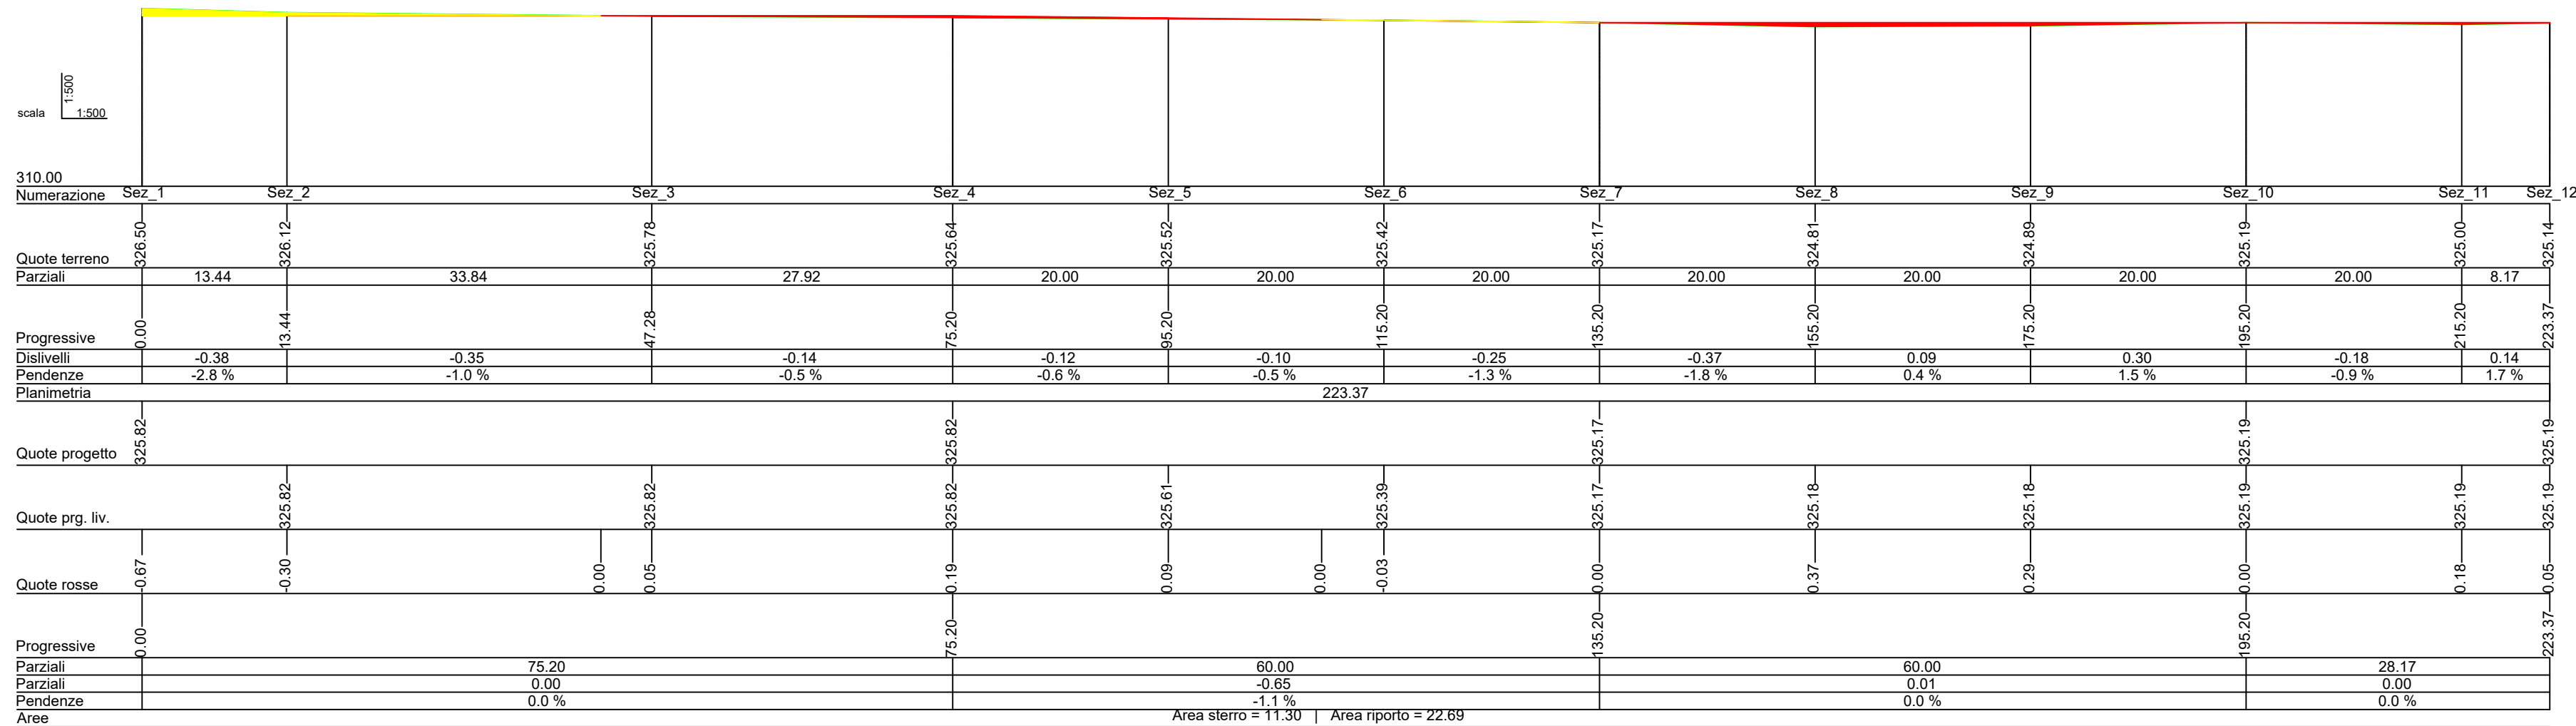 1:500
scala 1:500
310.00
Numerazione Sez_1 Sez_2 Sez_3 Sez_4 Sez_5 Sez_6 Sez_7 Sez_8 Sez_9 Sez_10 Sez_11 Sez_12
Quote terreno 326.50 326.12 325.78 325.64 325.52 325.42 325.17 324.81 324.89 325.19 325.00 325.14
Parziali 13.44 33.84 27.92 20.00 20.00 20.00 20.00 20.00 20.00 20.00 8.17
Progressive 0.00 13.44 47.28 75.20 95.20 115.20 135.20 155.20 175.20 195.20 215.20 223.37
Dislivelli -0.38 -0.35 -0.14 -0.12 -0.10 -0.25 -0.37 0.09 0.30 -0.18 0.14
Pendenze -2.8 % -1.0 % -0.5 % -0.6 % -0.5 % -1.3 % -1.8 % 0.4 % 1.5 % -0.9 % 1.7 %
Planimetria 223.37
Quote progetto 325.82 325.82 325.17 325.19 325.19
Quote prg. liv. 325.82 325.82 325.82 325.61 325.39 325.17 325.18 325.18 325.19 325.19 325.19
Quote rosse -0.67 -0.30 0.00 0.05 0.19 0.09 0.00 -0.03 0.00 0.37 0.29 0.00 0.18 0.05
Progressive 0.00 75.20 135.20 195.20 223.37
Parziali 75.20 60.00 60.00 28.17
Parziali 0.00 -0.65 0.01 0.00
Pendenze 0.0 % -1.1 % 0.0 % 0.0 %
Aree Area sterro = 11.30 | Area riporto = 22.69